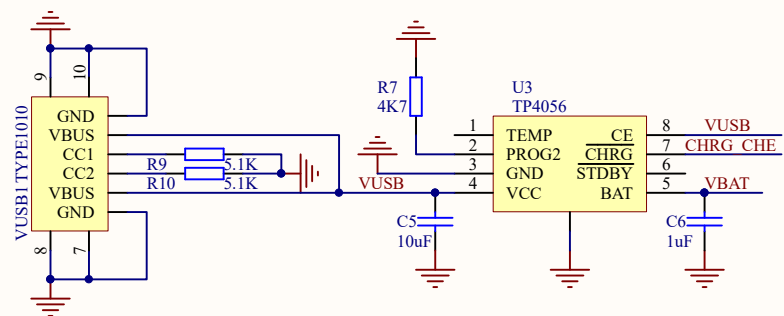 9
10
VUSB1 TYPE1010
GND
VBUS
CC1
CC2
VBUS
GND
R9
5.1K
R10
5.1K
8
7
VUSB
R7
4K7
C5
10uF
U3
TP4056
1
TEMP
2
PROG2
3
GND
4
VCC
CE
8
CHRG
7
STDBY
6
BAT
5
VUSB
CHRG_CHE
VBAT
C6
1uF